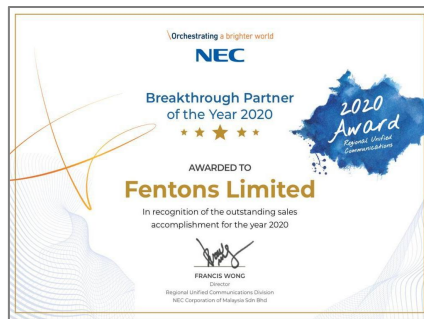 \Orchestrating a brighter world
NEC
Breakthrough Partner
of the Year 2020
2020
Award
Regional Unified
Communications
AWARDED TO
Fentons Limited
In recognition of the outstanding sales
accomplishment for the year 2020
FRANCIS WONG
Director
Regional Unified Communications Division
NEC Corporation of Malaysia Sdn Bhd